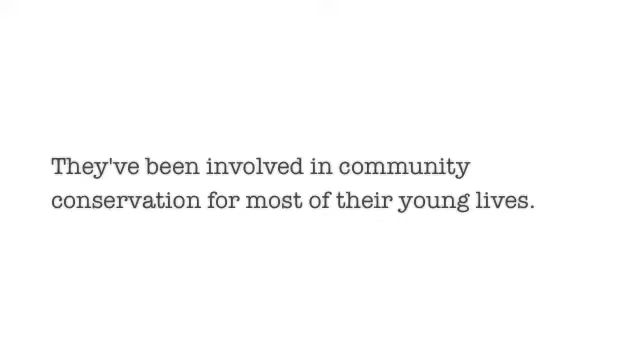 They've been involved in community
conservation for most of their young lives.